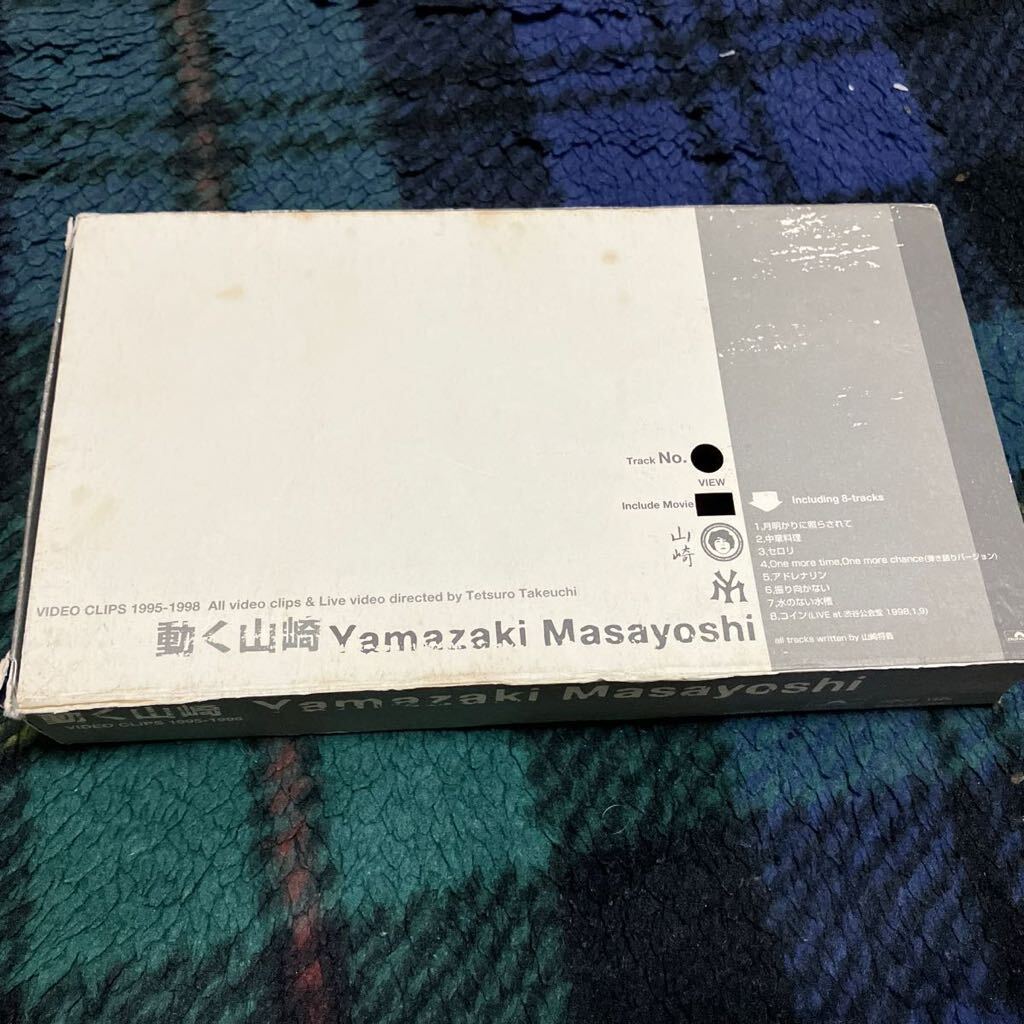 Track No.
VIEW
Include Movie
山崎
Including 8-tracks
1,月明かりに照らされて
2,中華料理
3,セロリ
4,One more time,One more chance(弾き語りバージョン)
5,アドレナリン
6,振り向かない
7,水のない水槽
8,コイン(LIVE at 渋谷公会堂 1998,1,9)
all tracks written by 山崎将義
VIDEO CLIPS 1995-1998 All video clips & Live video directed by Tetsuro Takeuchi
動く山崎 Yamazaki Masayoshi
動く山崎 Yamazaki Masayoshi
VIDEO CLIPS 1995-1998